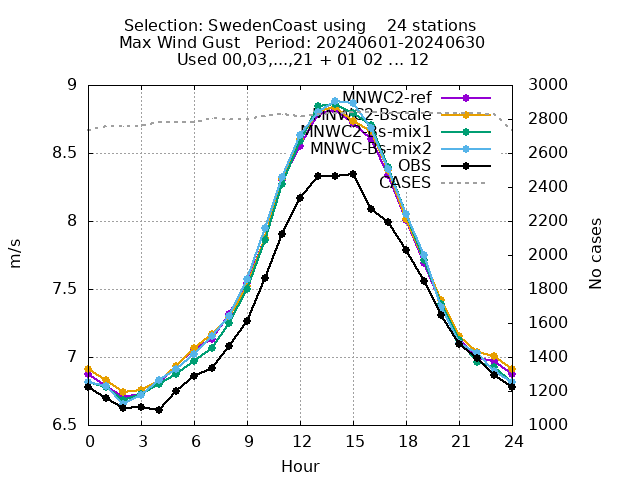 Selection: SwedenCoast using    24 stations
Max Wind Gust   Period: 20240601-20240630
Used 00,03,...,21 + 01 02 ... 12
9
8.5
8
7.5
7
6.5
m/s
3000
2800
2600
2400
2200
2000
1800
1600
1400
1200
1000
No cases
MNWC2-ref
MNWC2-Bscale
MNWC2-Bs-mix1
MNWC-Bs-mix2
OBS
CASES
0 3 6 9 12 15 18 21 24
Hour